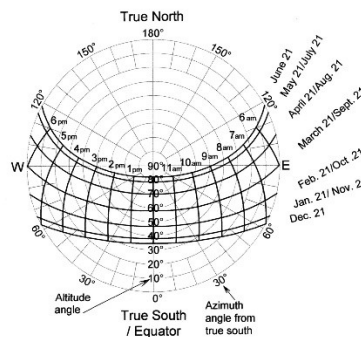 True North
180°
150°
150°
120°
120°
June 21
May 21/July 21
April 21/Aug. 21
March 21/Sept. 21
Feb. 21/Oct 21
Jan. 21/ Nov. 2
Dec. 21
6pm
5pm
4pm
3pm
2pm
1pm
11am
10am
9am
8am
7am
6am
W
E
90°
80°
70°
60°
50°
40°
30°
20°
10°
0°
60°
60°
30°
30°
Altitude
angle
True South
/ Equator
Azimuth
angle from
true south